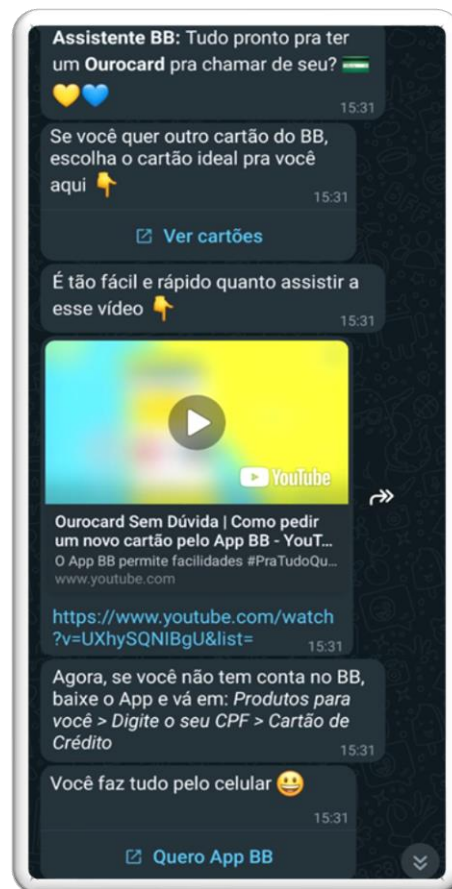 Assistente BB: Tudo pronto pra ter
um Ourocard pra chamar de seu? 💳
💛💙
15:31
Se você quer outro cartão do BB,
escolha o cartão ideal pra você
aqui 👇
15:31
Ver cartões
É tão fácil e rápido quanto assistir a
esse vídeo 👇
15:31
YouTube
Ourocard Sem Dúvida | Como pedir
um novo cartão pelo App BB - YouT...
O App BB permite facilidades #PraTudoQu...
www.youtube.com
https://www.youtube.com/watch
?v=UXhySQNIBgU&list=
15:31
Agora, se você não tem conta no BB,
baixe o App e vá em: Produtos para
você > Digite o seu CPF > Cartão de
Crédito
15:31
Você faz tudo pelo celular 😃
15:31
Quero App BB